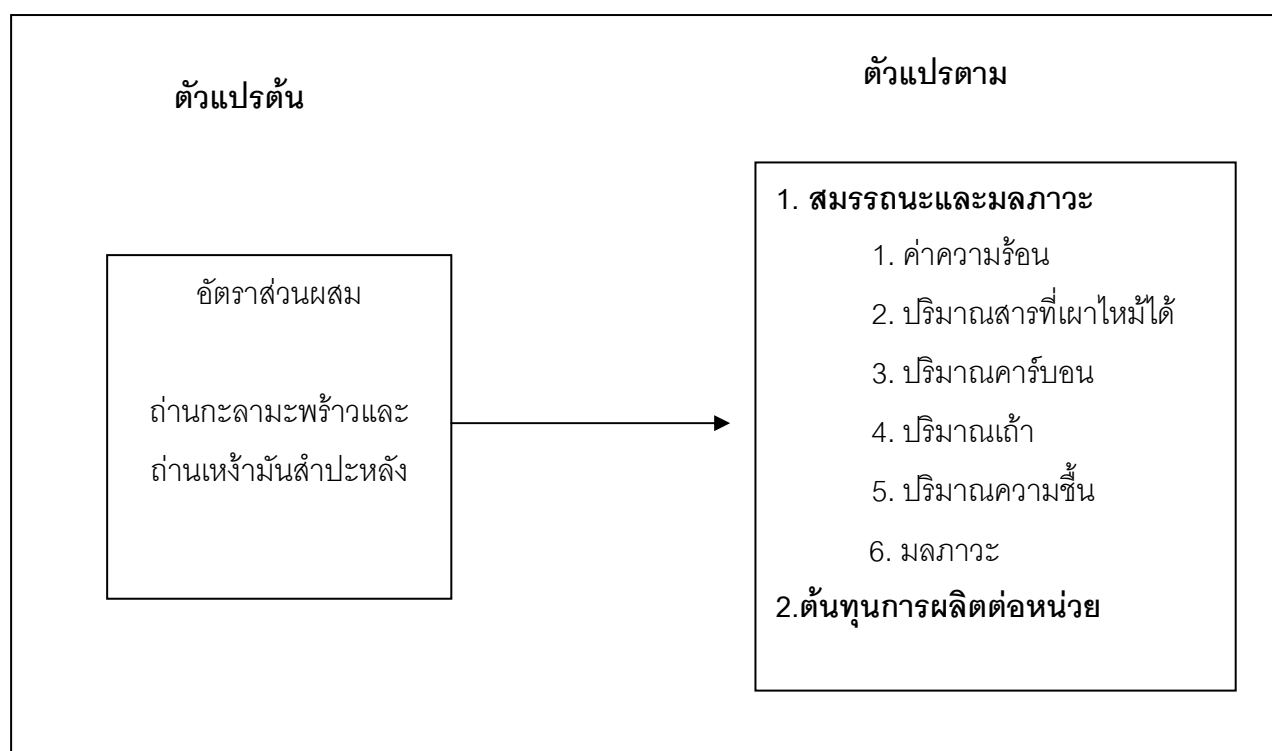 ตัวแปรต้น
อัตราส่วนผสม
ถ่านกะลามะพร้าวและ
ถ่านเหง้ามันสำปะหลัง
ตัวแปรตาม
1. สมรรถนะและมลภาวะ
1. ค่าความร้อน
2. ปริมาณสารที่เผาไหม้ได้
3. ปริมาณคาร์บอน
4. ปริมาณเถ้า
5. ปริมาณความชื้น
6. มลภาวะ
2.ต้นทุนการผลิตต่อหน่วย